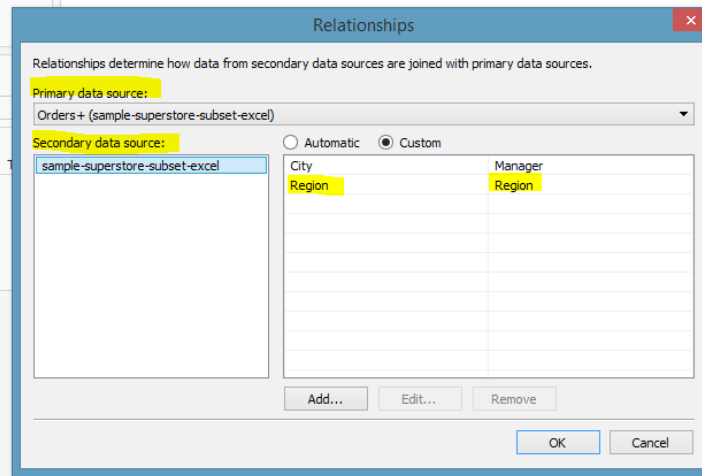 Relationships
Relationships determine how data from secondary data sources are joined with primary data sources.
Primary data source:
Orders+ (sample-superstore-subset-excel)
Secondary data source:
Automatic Custom
sample-superstore-subset-excel
City Manager
Region Region
Add... Edit... Remove
OK Cancel